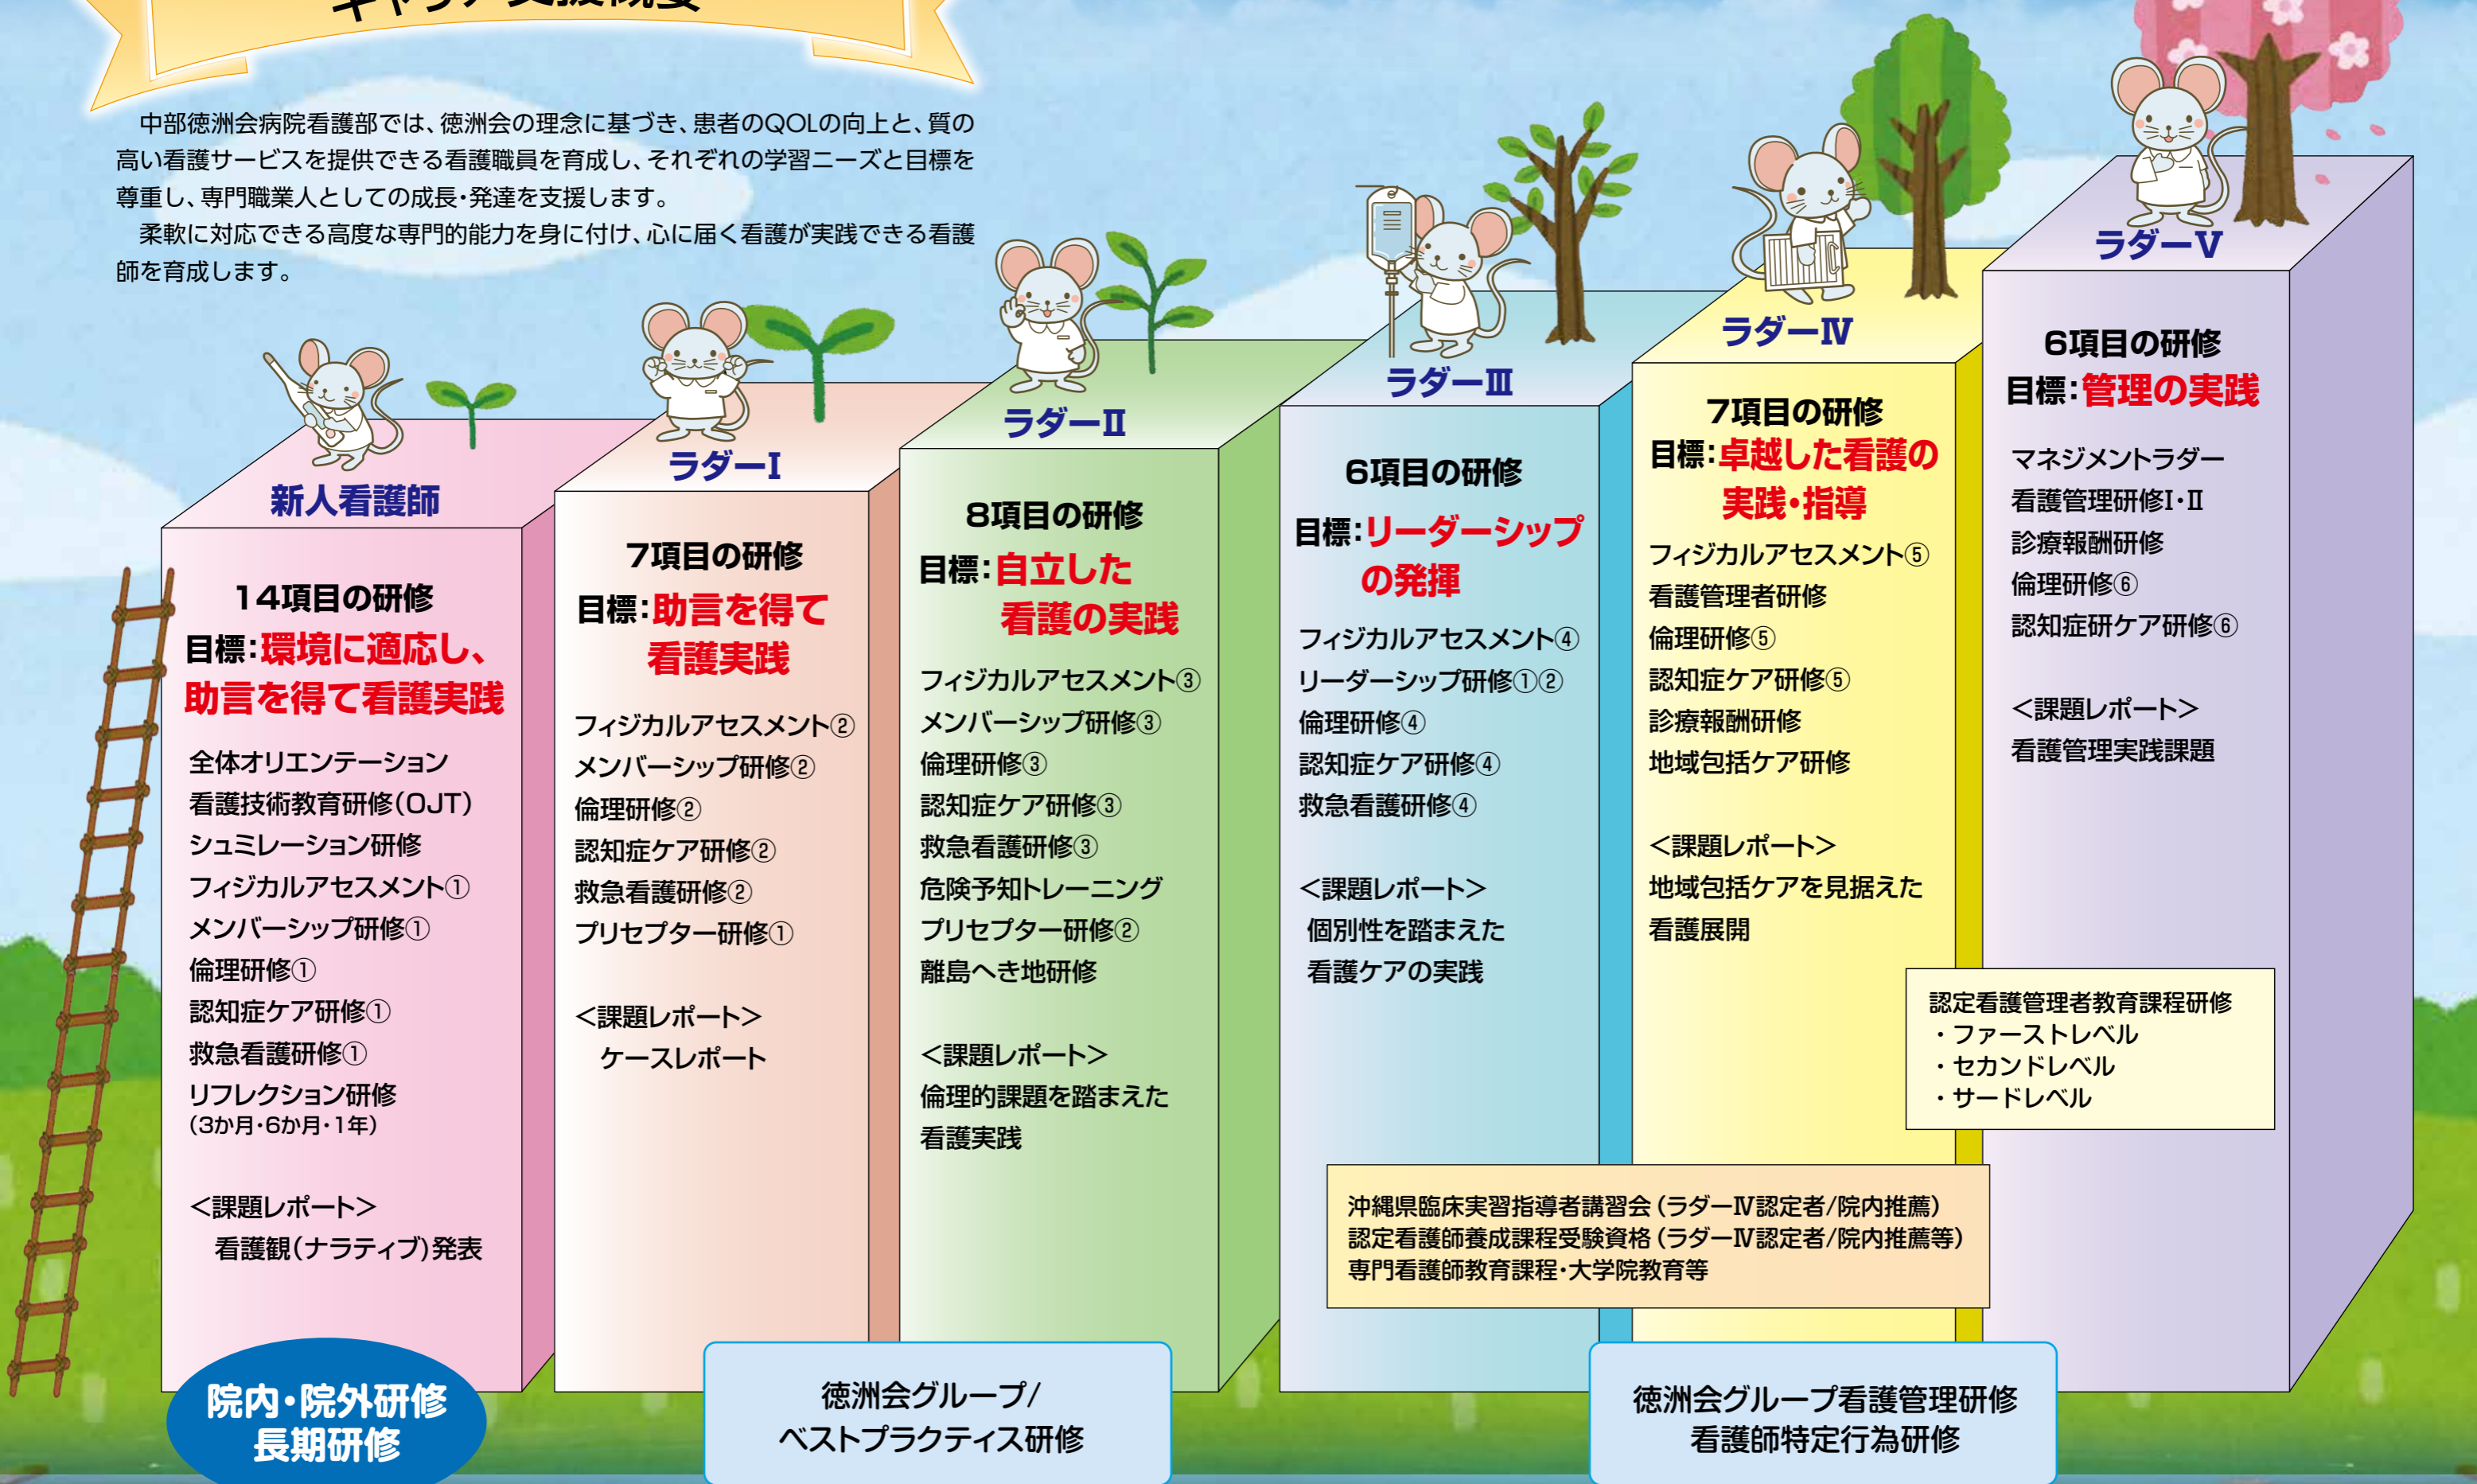 キャリア支援概要
　中部徳洲会病院看護部では、徳洲会の理念に基づき、患者のQOLの向上と、質の
高い看護サービスを提供できる看護職員を育成し、それぞれの学習ニーズと目標を
尊重し、専門職業人としての成長・発達を支援します。
　柔軟に対応できる高度な専門的能力を身に付け、心に届く看護が実践できる看護
師を育成します。
新人看護師
14項目の研修
目標:環境に適応し、
助言を得て看護実践
全体オリエンテーション
看護技術教育研修(OJT)
シュミレーション研修
フィジカルアセスメント①
メンバーシップ研修①
倫理研修①
認知症ケア研修①
救急看護研修①
リフレクション研修
(3か月・6か月・1年)
<課題レポート>
看護観(ナラティブ)発表
ラダーⅠ
7項目の研修
目標:助言を得て
看護実践
フィジカルアセスメント②
メンバーシップ研修②
倫理研修②
認知症ケア研修②
救急看護研修②
プリセプター研修①
<課題レポート>
ケースレポート
ラダーⅡ
8項目の研修
目標:自立した
看護の実践
フィジカルアセスメント③
メンバーシップ研修③
倫理研修③
認知症ケア研修③
救急看護研修③
危険予知トレーニング
プリセプター研修②
離島へき地研修
<課題レポート>
倫理的課題を踏まえた
看護実践
ラダーⅢ
6項目の研修
目標:リーダーシップ
の発揮
フィジカルアセスメント④
リーダーシップ研修①②
倫理研修④
認知症ケア研修④
救急看護研修④
<課題レポート>
個別性を踏まえた
看護ケアの実践
ラダーⅣ
7項目の研修
目標:卓越した看護の
実践・指導
フィジカルアセスメント⑤
看護管理者研修
倫理研修⑤
認知症ケア研修⑤
診療報酬研修
地域包括ケア研修
<課題レポート>
地域包括ケアを見据えた
看護展開
ラダーⅤ
6項目の研修
目標:管理の実践
マネジメントラダー
看護管理研修Ⅰ・Ⅱ
診療報酬研修
倫理研修⑥
認知症研ケア研修⑥
<課題レポート>
看護管理実践課題
認定看護管理者教育課程研修
・ファーストレベル
・セカンドレベル
・サードレベル
沖縄県臨床実習指導者講習会(ラダーⅣ認定者/院内推薦)
認定看護師養成課程受験資格(ラダーⅣ認定者/院内推薦等)
専門看護師教育課程・大学院教育等
院内・院外研修
長期研修
徳洲会グループ/
ベストプラクティス研修
徳洲会グループ看護管理研修
看護師特定行為研修